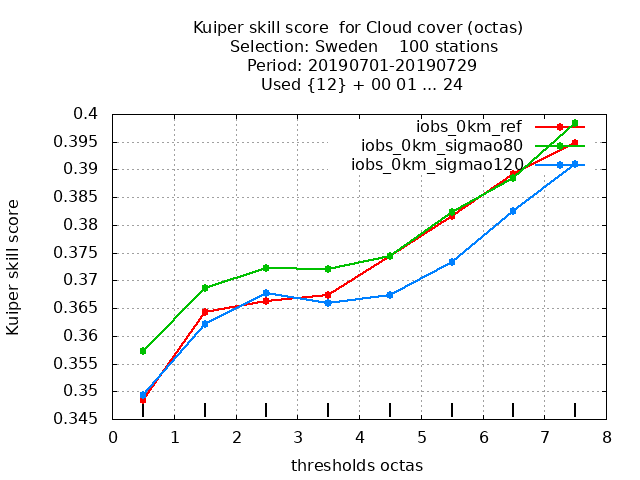 Kuiper skill score  for Cloud cover (octas)
Selection: Sweden    100 stations
Period: 20190701-20190729
Used {12} + 00 01 ... 24
iobs_0km_ref
iobs_0km_sigmao80
iobs_0km_sigmao120
Kuiper skill score
0.4
0.395
0.39
0.385
0.38
0.375
0.37
0.365
0.36
0.355
0.35
0.345
0 1 2 3 4 5 6 7 8
thresholds octas